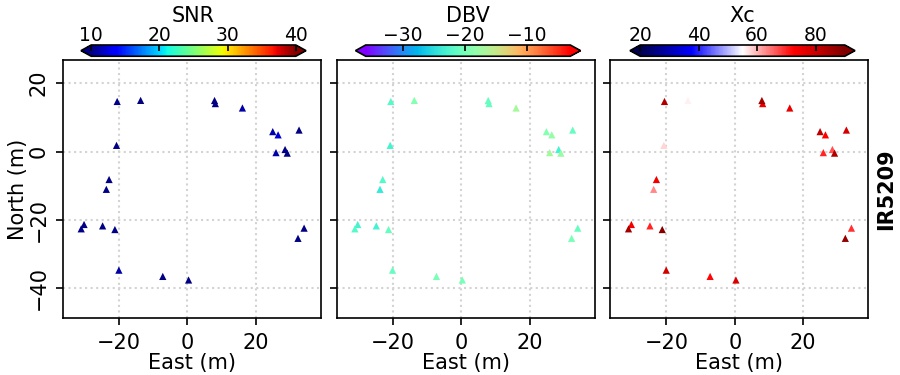 SNR DBV Xc
10 20 30 40 −30 −20 −10 20 40 60 80
20
0
−20
−40
North (m)
IR5209
−20 0 20 −20 0 20 −20 0 20
East (m) East (m) East (m)